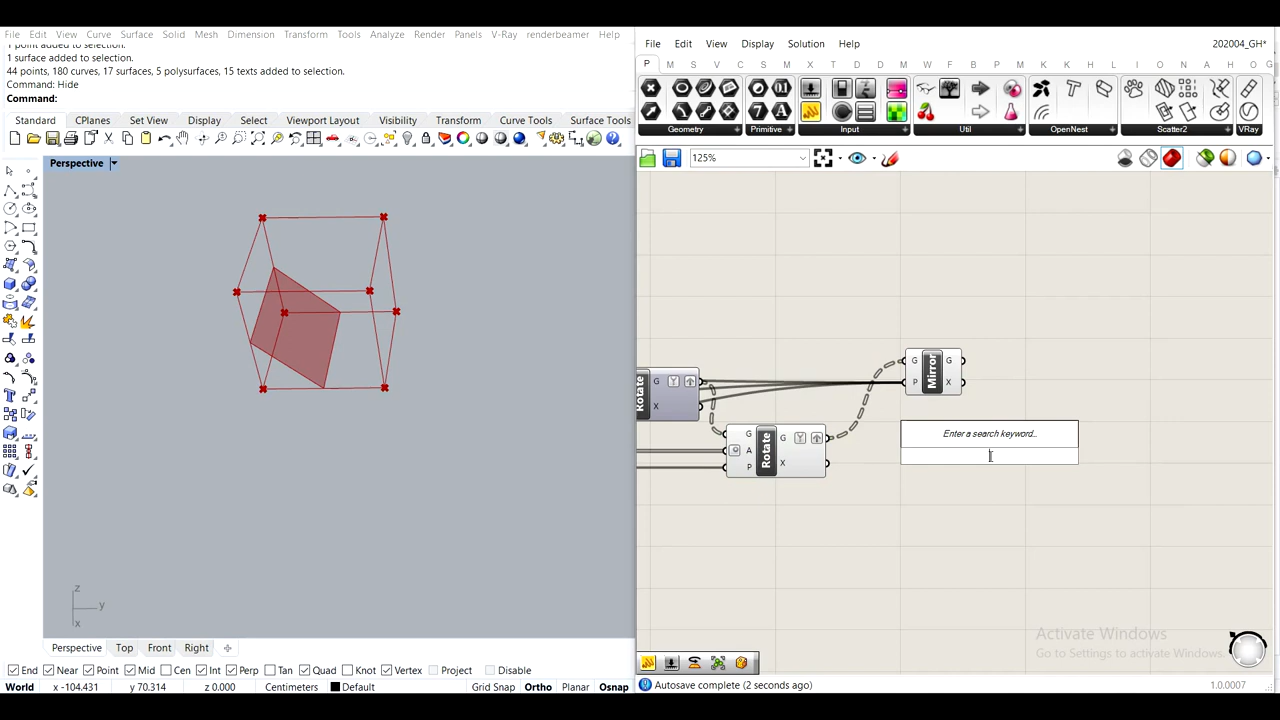 File Edit View Curve Surface Solid Mesh Dimension Transform Tools Analyze Render Panels V-Ray renderbeamer Help
1 point added to selection.
1 surface added to selection.
44 points, 180 curves, 17 surfaces, 5 polysurfaces, 15 texts added to selection.
Command: Hide
Command:
Standard CPlanes Set View Display Select Viewport Layout Visibility Transform Curve Tools Surface Tools
Perspective
z
y
x
Perspective Top Front Right
End Near Point Mid Cen Int Perp Tan Quad Knot Vertex Project Disable
World x -104.431 y 70.314 z 0.000 Centimeters Default Grid Snap Ortho Planar Osnap
File Edit View Display Solution Help 202004_GH*
P M S V C S M X T D D M W F B P M K K T L A H O G
Geometry Primitive Input Util OpenNest Scatter2 VRay
125%
Rotate G X
G A P Rotate G X
G P Mirror G X
Enter a search keyword...
Activate Windows
Go to Settings to activate Windows.
Autosave complete (2 seconds ago) 1.0.0007